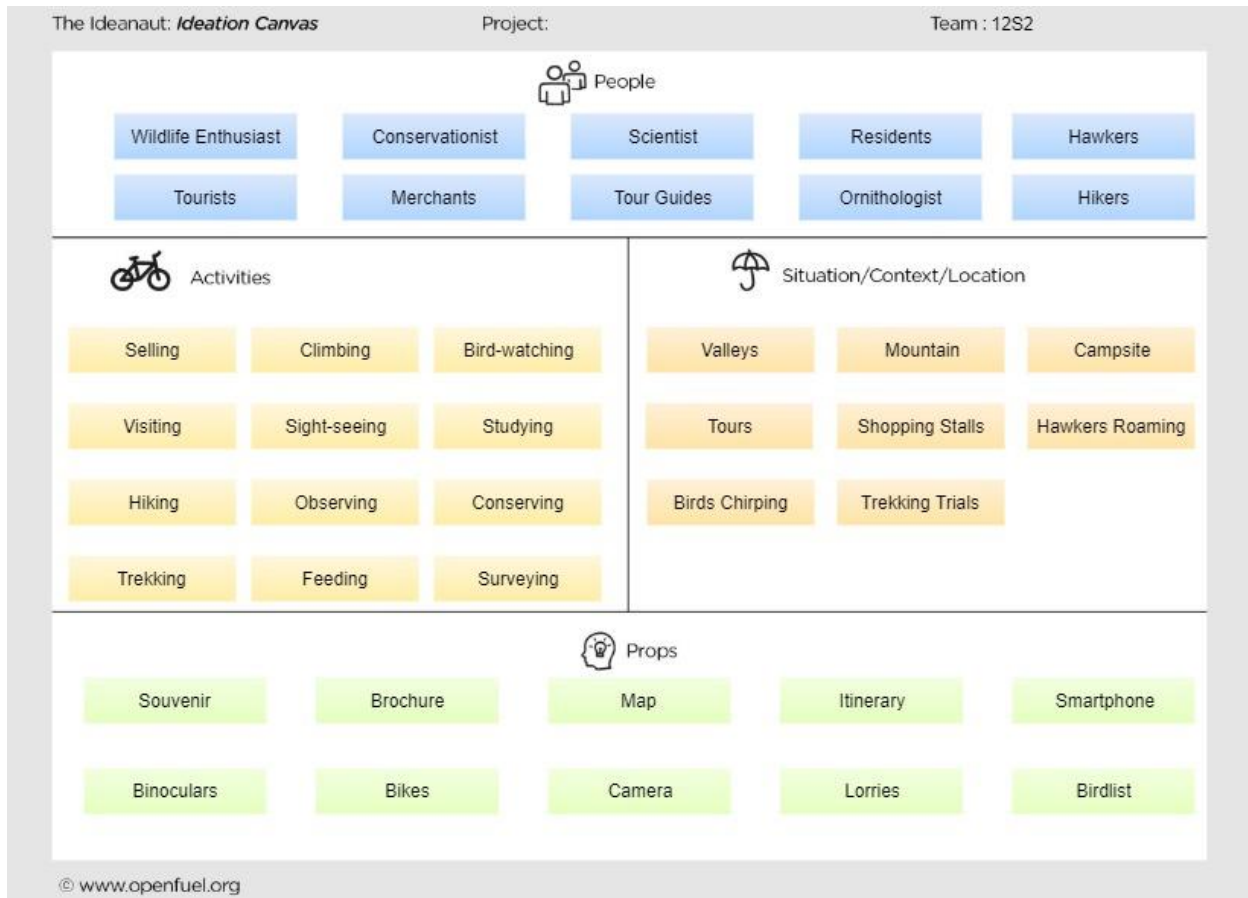 The Ideanaut: Ideation Canvas Project: Team : 12S2
People
Wildlife Enthusiast Conservationist Scientist Residents Hawkers
Tourists Merchants Tour Guides Ornithologist Hikers
Activities
Selling Climbing Bird-watching
Visiting Sight-seeing Studying
Hiking Observing Conserving
Trekking Feeding Surveying
Situation/Context/Location
Valleys Mountain Campsite
Tours Shopping Stalls Hawkers Roaming
Birds Chirping Trekking Trials
Props
Souvenir Brochure Map Itinerary Smartphone
Binoculars Bikes Camera Lorries Birdlist
© www.openfuel.org